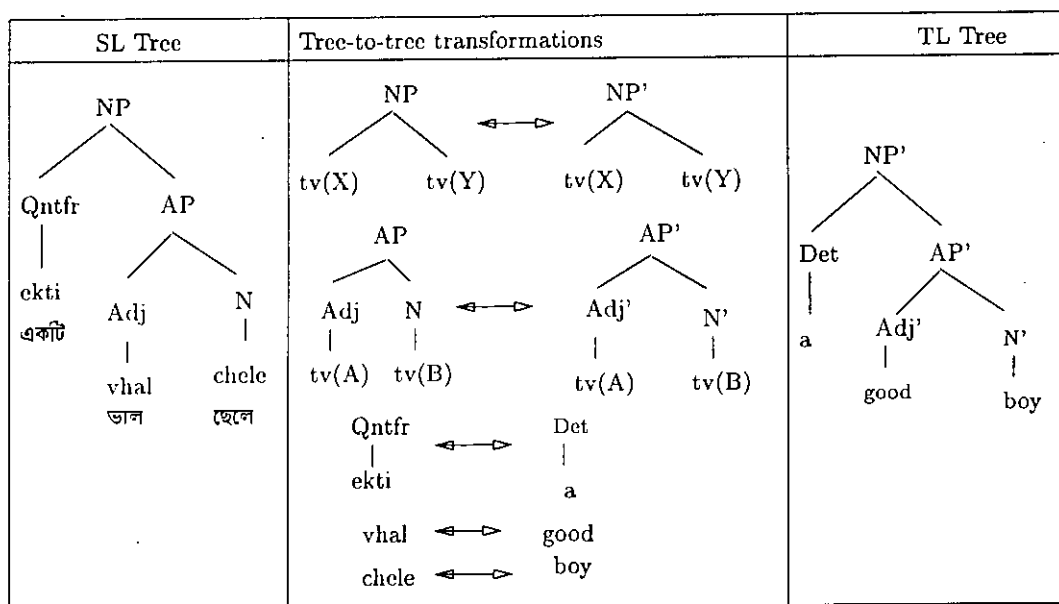 SL Tree
Tree-to-tree transformations
TL Tree
NP
Qntfr AP
ekti
একটি
Adj N
vhal chele
ভাল ছেলে
NP NP'
tv(X) tv(Y) tv(X) tv(Y)
AP AP'
Adj N Adj' N'
tv(A) tv(B) tv(A) tv(B)
Qntfr Det
ekti a
vhal good
chele boy
NP'
Det AP'
a Adj' N'
good boy